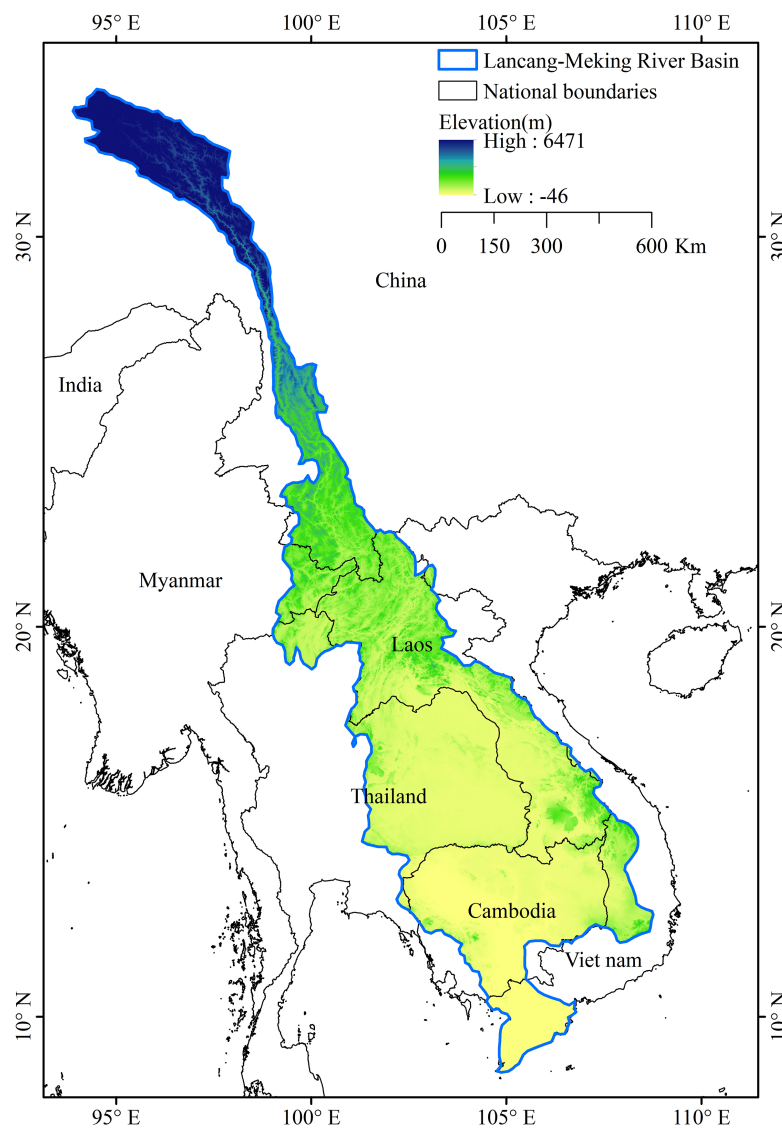 95° E
100° E
105° E
110° E
Lancang-Meking River Basin
National boundaries
Elevation(m)
High : 6471
Low : -46
0 150 300 600 Km
30° N
30° N
China
India
Myanmar
20° N
20° N
Laos
Thailand
Cambodia
Viet nam
10° N
10° N
95° E
100° E
105° E
110° E